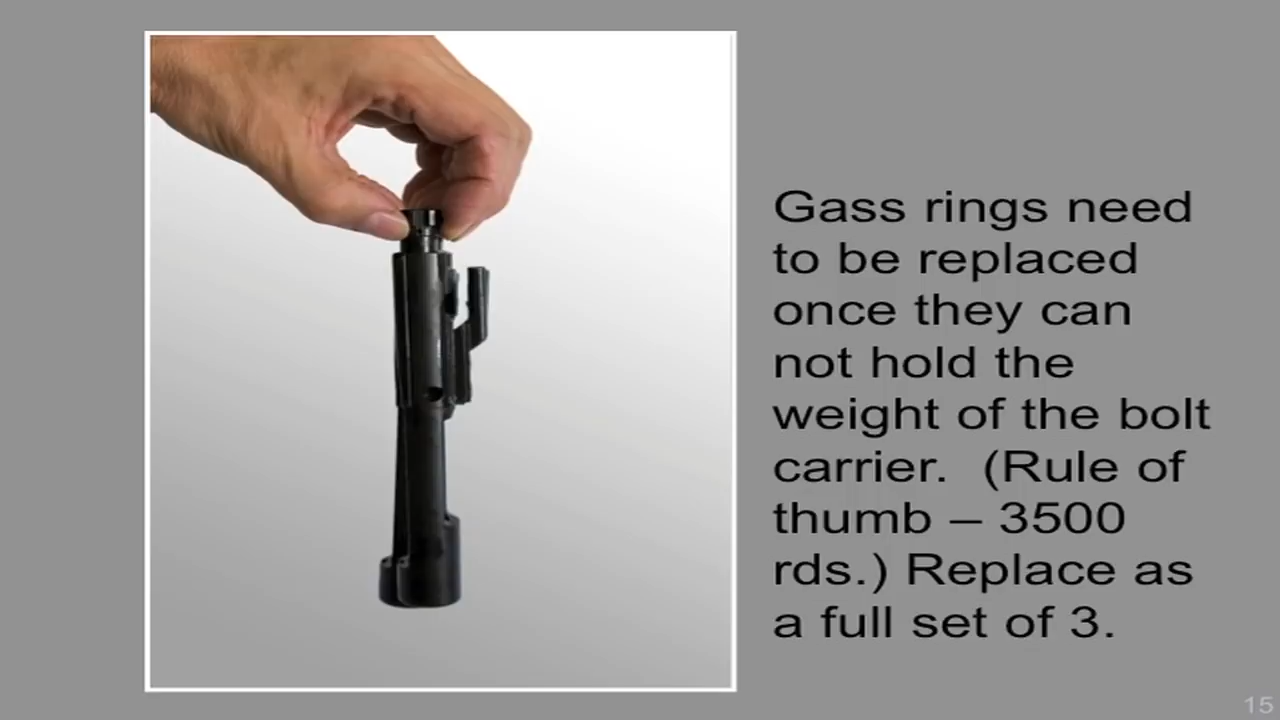 Gass rings need
to be replaced
once they can
not hold the
weight of the bolt
carrier.  (Rule of
thumb – 3500
rds.) Replace as
a full set of 3.
15